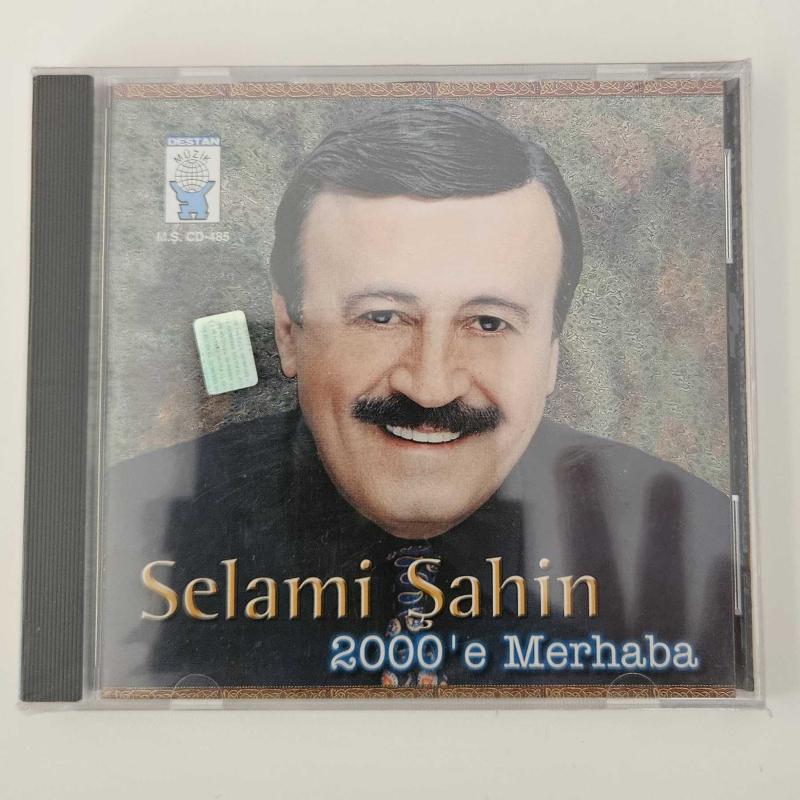 DESTAN
MÜZİK
M.Ş. CD-485
Selami Şahin
2000'e Merhaba